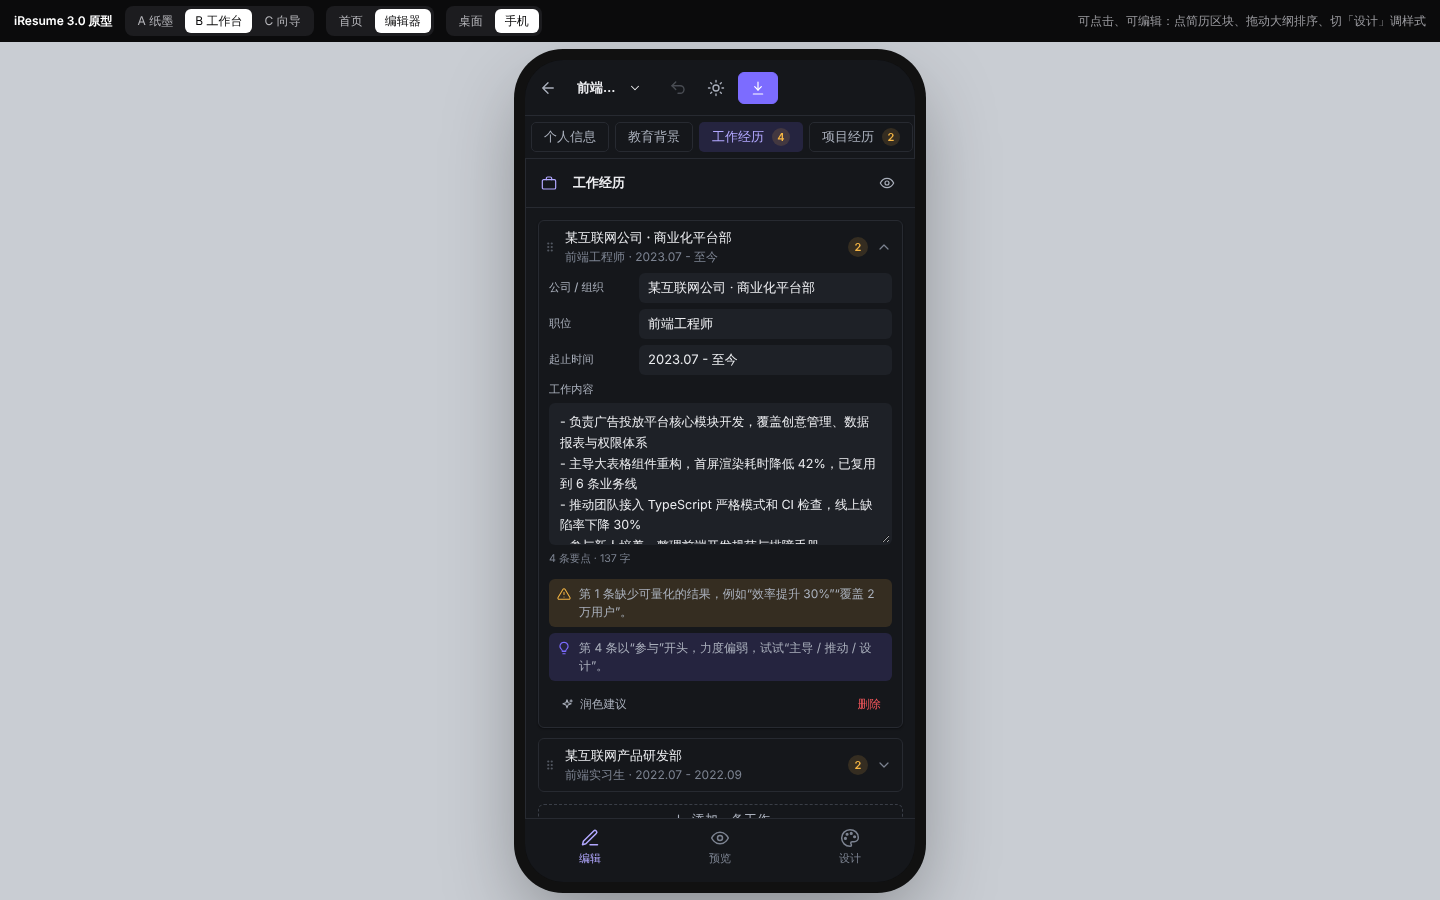 iResume 3.0 原型
A 纸墨
B 工作台
C 向导
首页
编辑器
桌面
手机
可点击、可编辑：点简历区块、拖动大纲排序、切「设计」调样式
前端...
个人信息
教育背景
工作经历 4
项目经历 2
工作经历
某互联网公司 · 商业化平台部
前端工程师 · 2023.07 - 至今
2
公司 / 组织
某互联网公司 · 商业化平台部
职位
前端工程师
起止时间
2023.07 - 至今
工作内容
- 负责广告投放平台核心模块开发，覆盖创意管理、数据
报表与权限体系
- 主导大表格组件重构，首屏渲染耗时降低 42%，已复用
到 6 条业务线
- 推动团队接入 TypeScript 严格模式和 CI 检查，线上缺
陷率下降 30%
4 条要点 · 137 字
第 1 条缺少可量化的结果，例如“效率提升 30%”“覆盖 2
万用户”。
第 4 条以“参与”开头，力度偏弱，试试“主导 / 推动 / 设
计”。
润色建议
删除
某互联网产品研发部
前端实习生 · 2022.07 - 2022.09
2
编辑
预览
设计